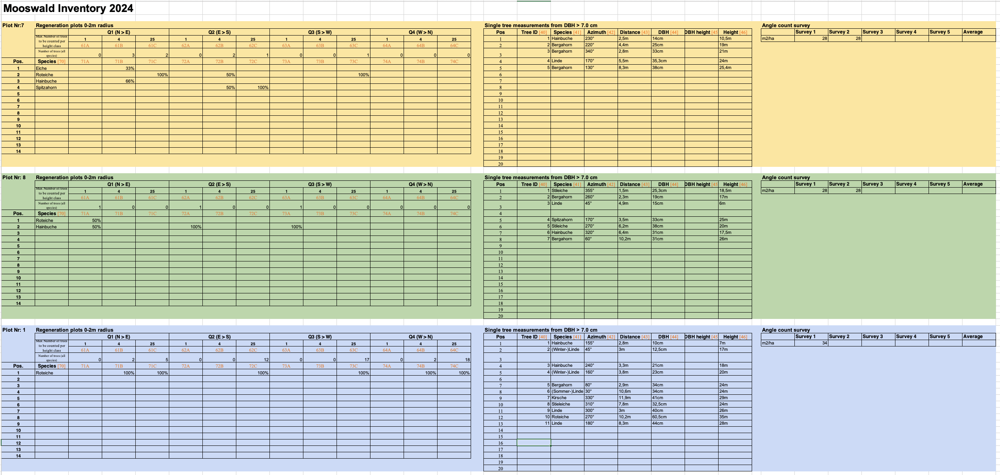 Mooswald Inventory 2024
Plot Nr:7 Regeneration plots 0-2m radius Single tree measurements from DBH > 7.0 cm Angle count survey
Q1 (N > E) Q2 (E > S) Q3 (S > W) Q4 (W > N) Pos Tree ID [40] Species [41] Azimuth [42] Distance [43] DBH [44] DBH height [45 Height [46] Survey 1 Survey 2 Survey 3 Survey 4 Survey 5 Average
Max Number of trees to be counted per height class 1 4 25 1 4 25 1 4 25 1 4 25 1 1 Hainbuche 230° 2,5m 14cm 10,5m m2/ha 28 28
61A 61B 61C 62A 62B 62C 63A 63B 63C 64A 64B 64C 2 2 Bergahorn 220° 4,4m 25cm 19m
Number of trees (all species) 0 3 2 0 2 1 0 0 1 0 0 0 3 3 Bergahorn 340° 2,8m 33cm 21m
Pos. Species [70] 71A 71B 71C 72A 72B 72C 73A 73B 73C 74A 74B 74C 4 4 Linde 170° 5,5m 35,3cm 24m
1 Eiche 33% 5 5 Bergahorn 130° 8,3m 38cm 25,4m
2 Roteiche 100% 50% 100% 6
3 Hainbuche 66% 7
4 Spitzahorn 50% 100% 8
5 9
6 10
7 11
8 12
9 13
10 14
11 15
12 16
13 17
14 18
19
20
Plot Nr: 8 Regeneration plots 0-2m radius Single tree measurements from DBH > 7.0 cm Angle count survey
Q1 (N > E) Q2 (E > S) Q3 (S > W) Q4 (W > N) Pos Tree ID [40] Species [41] Azimuth [42] Distance [43] DBH [44] DBH height [45 Height [46] Survey 1 Survey 2 Survey 3 Survey 4 Survey 5 Average
Max Number of trees to be counted per height class 1 4 25 1 4 25 1 4 25 1 4 25 1 1 Stileiche 355° 1,5m 25,3cm 18,5m m2/ha 28 28
61A 61B 61C 62A 62B 62C 63A 63B 63C 64A 64B 64C 2 2 Bergahorn 260° 2,3m 19cm 17m
Number of trees (all species) 1 0 0 1 0 0 1 0 0 0 0 0 3 3 Linde 45° 4,9m 15cm 6m
Pos. Species [70] 71A 71B 71C 72A 72B 72C 73A 73B 73C 74A 74B 74C 4
1 Roteiche 50% 5 4 Spitzahorn 170° 3,5m 33cm 25m
2 Hainbuche 50% 100% 100% 6 5 Stileiche 270° 6,2m 38cm 20m
3 7 6 Hainbuche 320° 6,4m 31cm 17,5m
4 8 7 Bergahorn 60° 10,2m 31cm 26m
5 9
6 10
7 11
8 12
9 13
10 14
11 15
12 16
13 17
14 18
19
20
Plot Nr: 1 Regeneration plots 0-2m radius Single tree measurements from DBH > 7.0 cm Angle count survey
Q1 (N > E) Q2 (E > S) Q3 (S > W) Q4 (W > N) Pos Tree ID [40] Species [41] Azimuth [42] Distance [43] DBH [44] DBH height [45 Height [46] Survey 1 Survey 2 Survey 3 Survey 4 Survey 5 Average
Max Number of trees to be counted per height class 1 4 25 1 4 25 1 4 25 1 4 25 1 1 Hainbuche 155° 2,8m 10cm 7m m2/ha 34
61A 61B 61C 62A 62B 62C 63A 63B 63C 64A 64B 64C 2 2 (Winter-)Linde 45° 3m 12,5cm 17m
Number of trees (all species) 0 2 5 0 0 12 0 0 17 0 2 18 3
Pos. Species [70] 71A 71B 71C 72A 72B 72C 73A 73B 73C 74A 74B 74C 4 3 Hainbuche 240° 3,3m 21cm 18m
1 Roteiche 100% 100% 100% 100% 100% 100% 5 4 (Winter-)Linde 160° 3,8m 23cm 20m
2 6
3 7 5 Bergahorn 80° 2,9m 34cm 24m
4 8 6 (Sommer-)Linde 30° 10,6m 34cm 24m
5 9 7 Kirsche 330° 11,9m 41cm 29m
6 10 8 Stieleiche 310° 7,8m 32,5cm 24m
7 11 9 Linde 300° 3m 40cm 26m
8 12 10 Roteiche 270° 10,2m 60,5cm 35m
9 13 11 Linde 180° 8,3m 44cm 28m
10 14
11 15
12 16
13 17
14 18
19
20